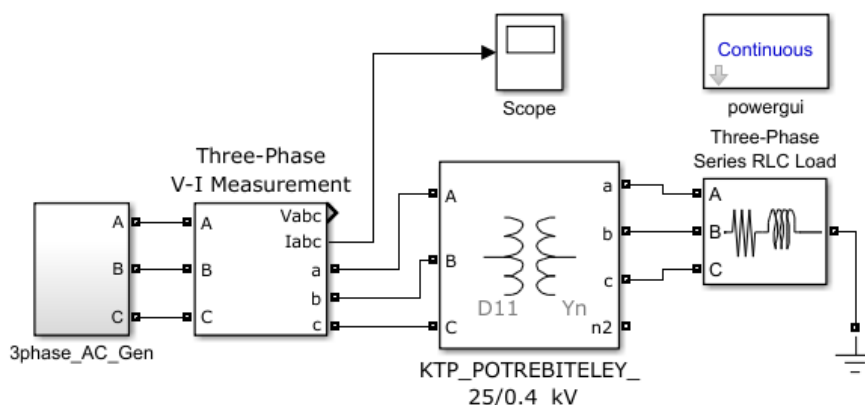 Continuous
Scope
powergui
Three-Phase
Series RLC Load
Three-Phase
V-I Measurement
A
B
C
A
B
C
Vabc
Iabc
a
b
c
A
B
C
D11
Yn
a
b
c
n2
A
B
C
3phase_AC_Gen
KTP_POTREBITELEY_
25/0.4 kV